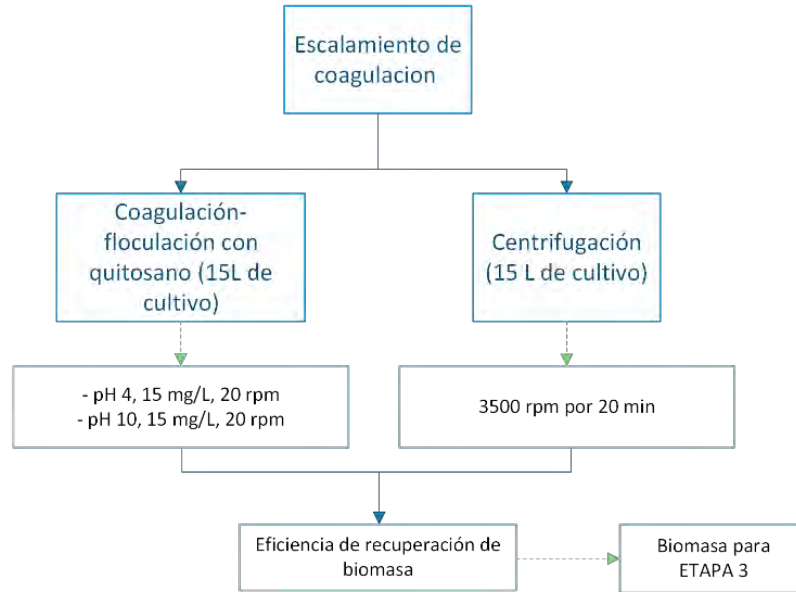 Escalamiento de
coagulacion
Coagulación-
floculación con
quitosano (15L de
cultivo)
Centrifugación
(15 L de cultivo)
- pH 4, 15 mg/L, 20 rpm
- pH 10, 15 mg/L, 20 rpm
3500 rpm por 20 min
Eficiencia de recuperación de
biomasa
Biomasa para
ETAPA 3